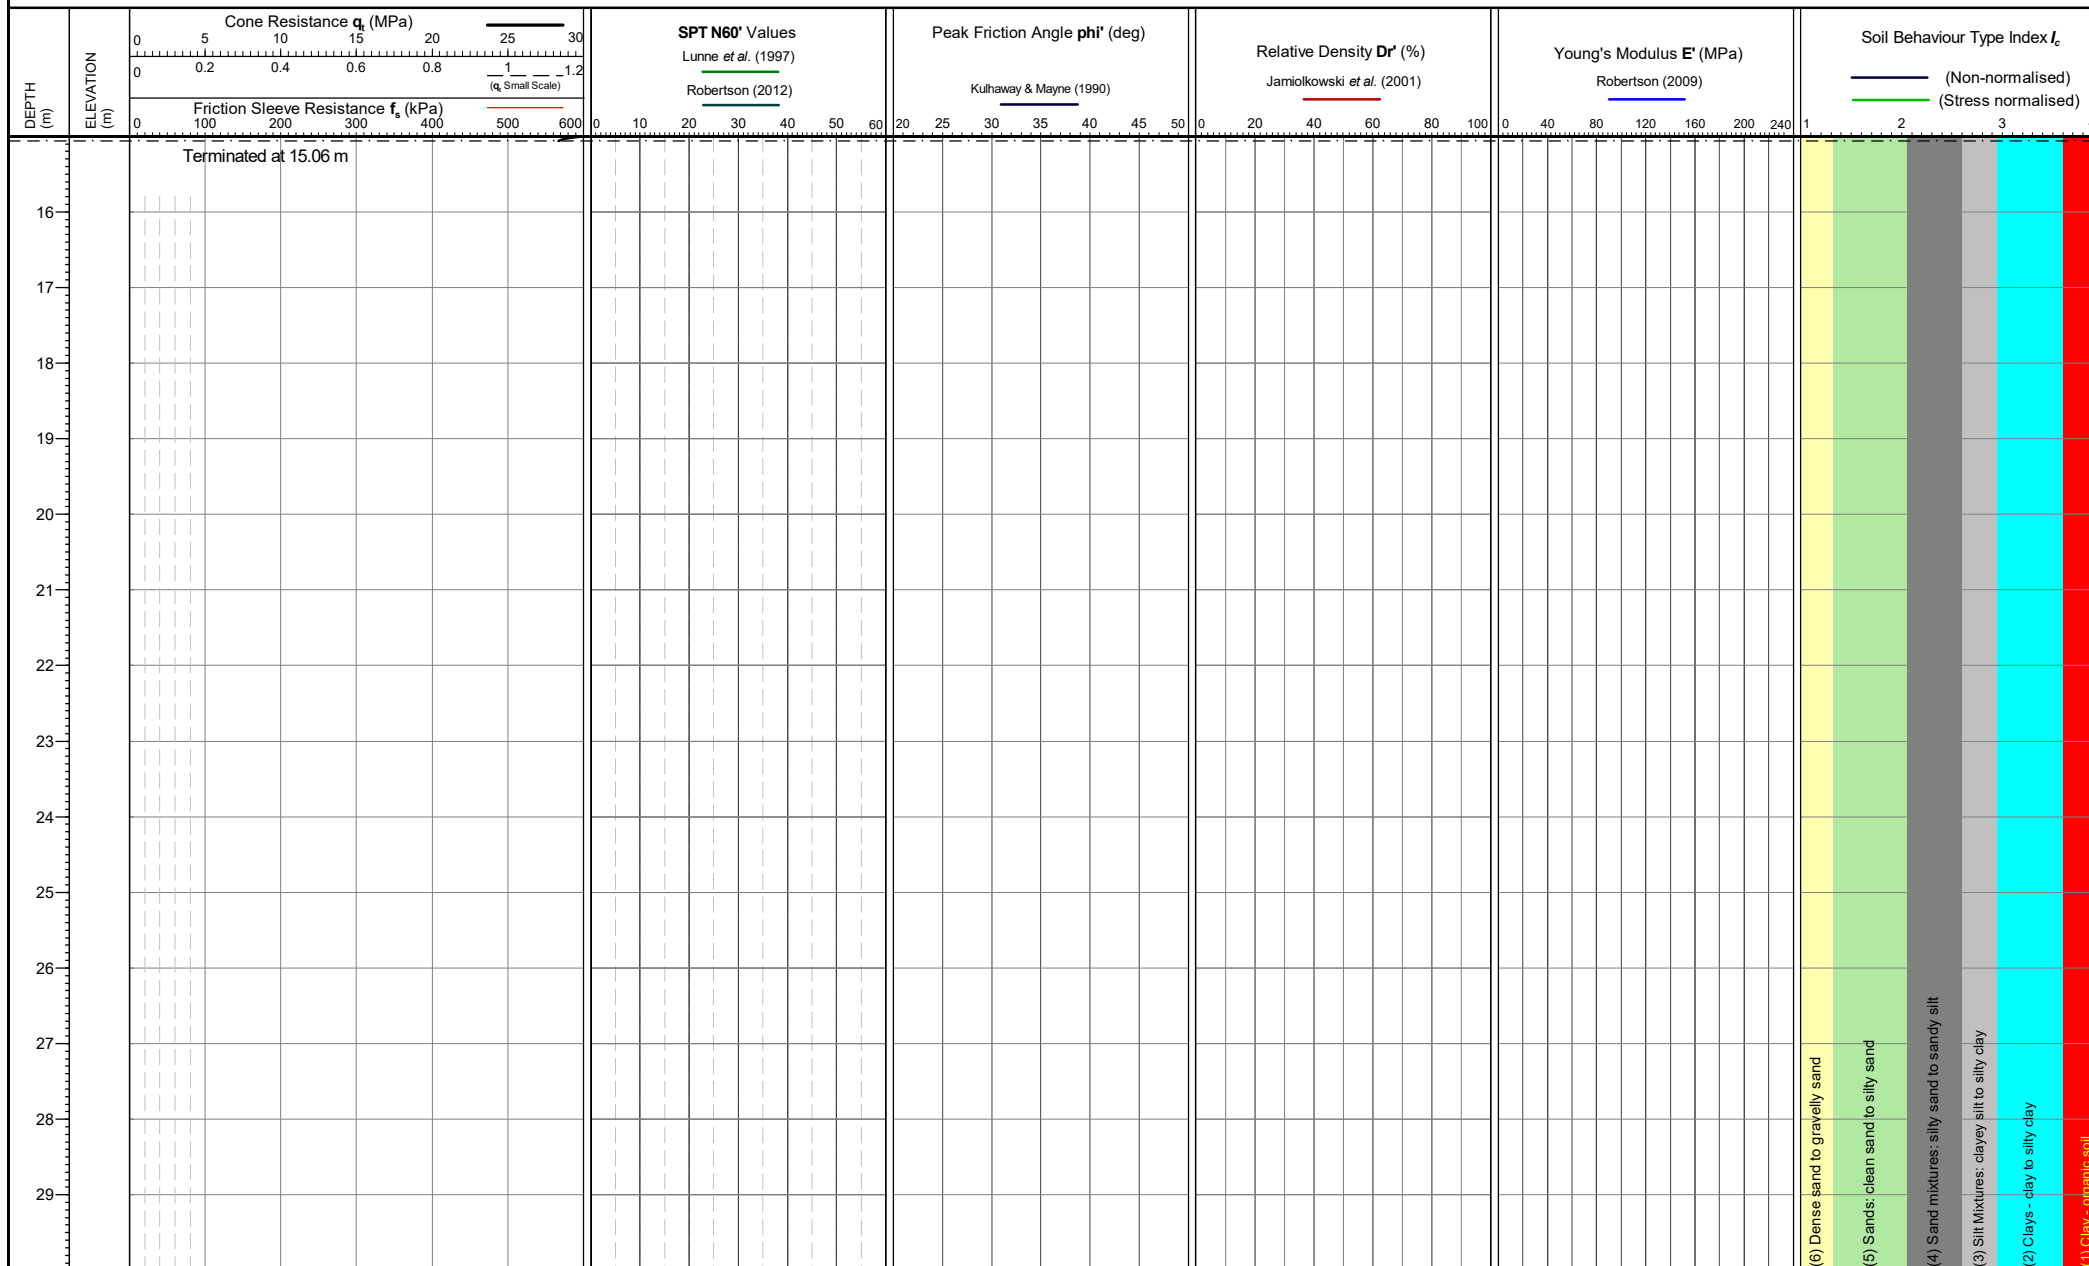 DEPTH
(m)
ELEVATION
(m)
Cone Resistance qt (MPa)
0 5 10 15 20 25 30
0 0.2 0.4 0.6 0.8 1 1.2
(qt Small Scale)
Friction Sleeve Resistance fs (kPa)
0 100 200 300 400 500 600
SPT N60' Values
Lunne et al. (1997)
Robertson (2012)
0 10 20 30 40 50 60
Peak Friction Angle phi' (deg)
Kulhaway & Mayne (1990)
20 25 30 35 40 45 50
Relative Density Dr' (%)
Jamiolkowski et al. (2001)
0 20 40 60 80 100
Young's Modulus E' (MPa)
Robertson (2009)
0 40 80 120 160 200 240
Soil Behaviour Type Index Ic
(Non-normalised)
(Stress normalised)
1 2 3
Terminated at 15.06 m
16
17
18
19
20
21
22
23
24
25
26
27
28
29
(6) Dense sand to gravelly sand
(5) Sands: clean sand to silty sand
(4) Sand mixtures: silty sand to sandy silt
(3) Silt Mixtures: clayey silt to silty clay
(2) Clays - clay to silty clay
(1) Clay - organic soil